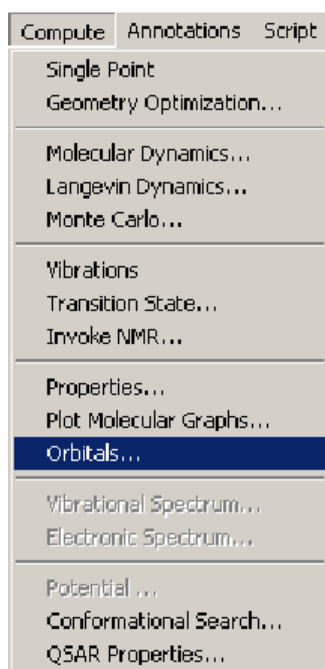 Compute Annotations Script
Single Point
Geometry Optimization...
Molecular Dynamics...
Langevin Dynamics...
Monte Carlo...
Vibrations
Transition State...
Invoke NMR...
Properties...
Plot Molecular Graphs...
Orbitals...
Vibrational Spectrum...
Electronic Spectrum...
Potential ...
Conformational Search...
QSAR Properties...